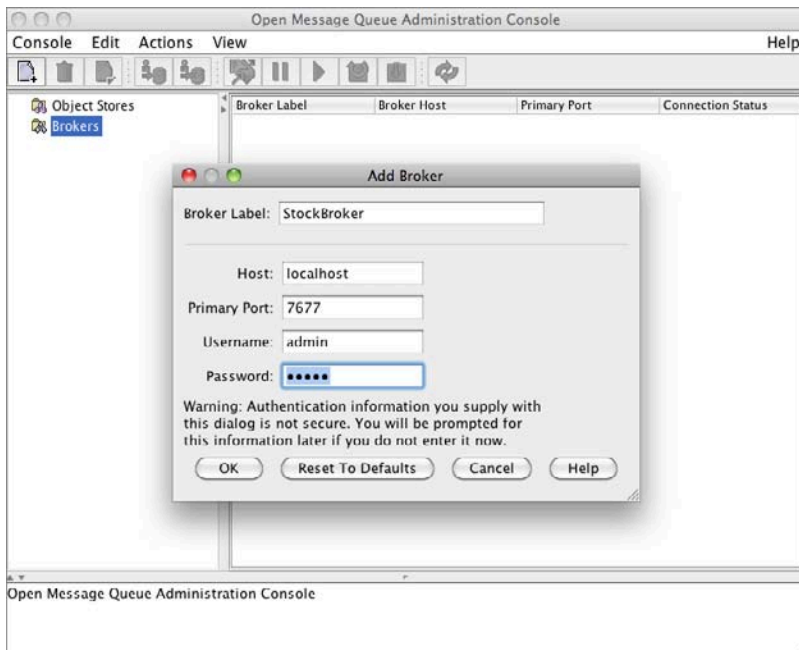 Open Message Queue Administration Console
Console Edit Actions View Help
Object Stores
Brokers
Broker Label Broker Host Primary Port Connection Status
Add Broker
Broker Label: StockBroker
Host: localhost
Primary Port: 7677
Username: admin
Password: •••••
Warning: Authentication information you supply with
this dialog is not secure. You will be prompted for
this information later if you do not enter it now.
OK Reset To Defaults Cancel Help
Open Message Queue Administration Console